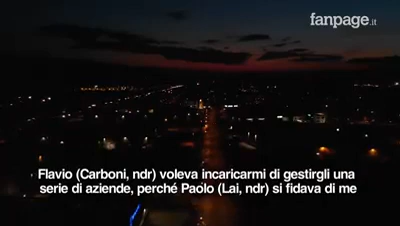 fanpage.it
Flavio (Carboni, ndr) voleva incaricarmi di gestirgli una
serie di aziende, perché Paolo (Lai, ndr) si fidava di me